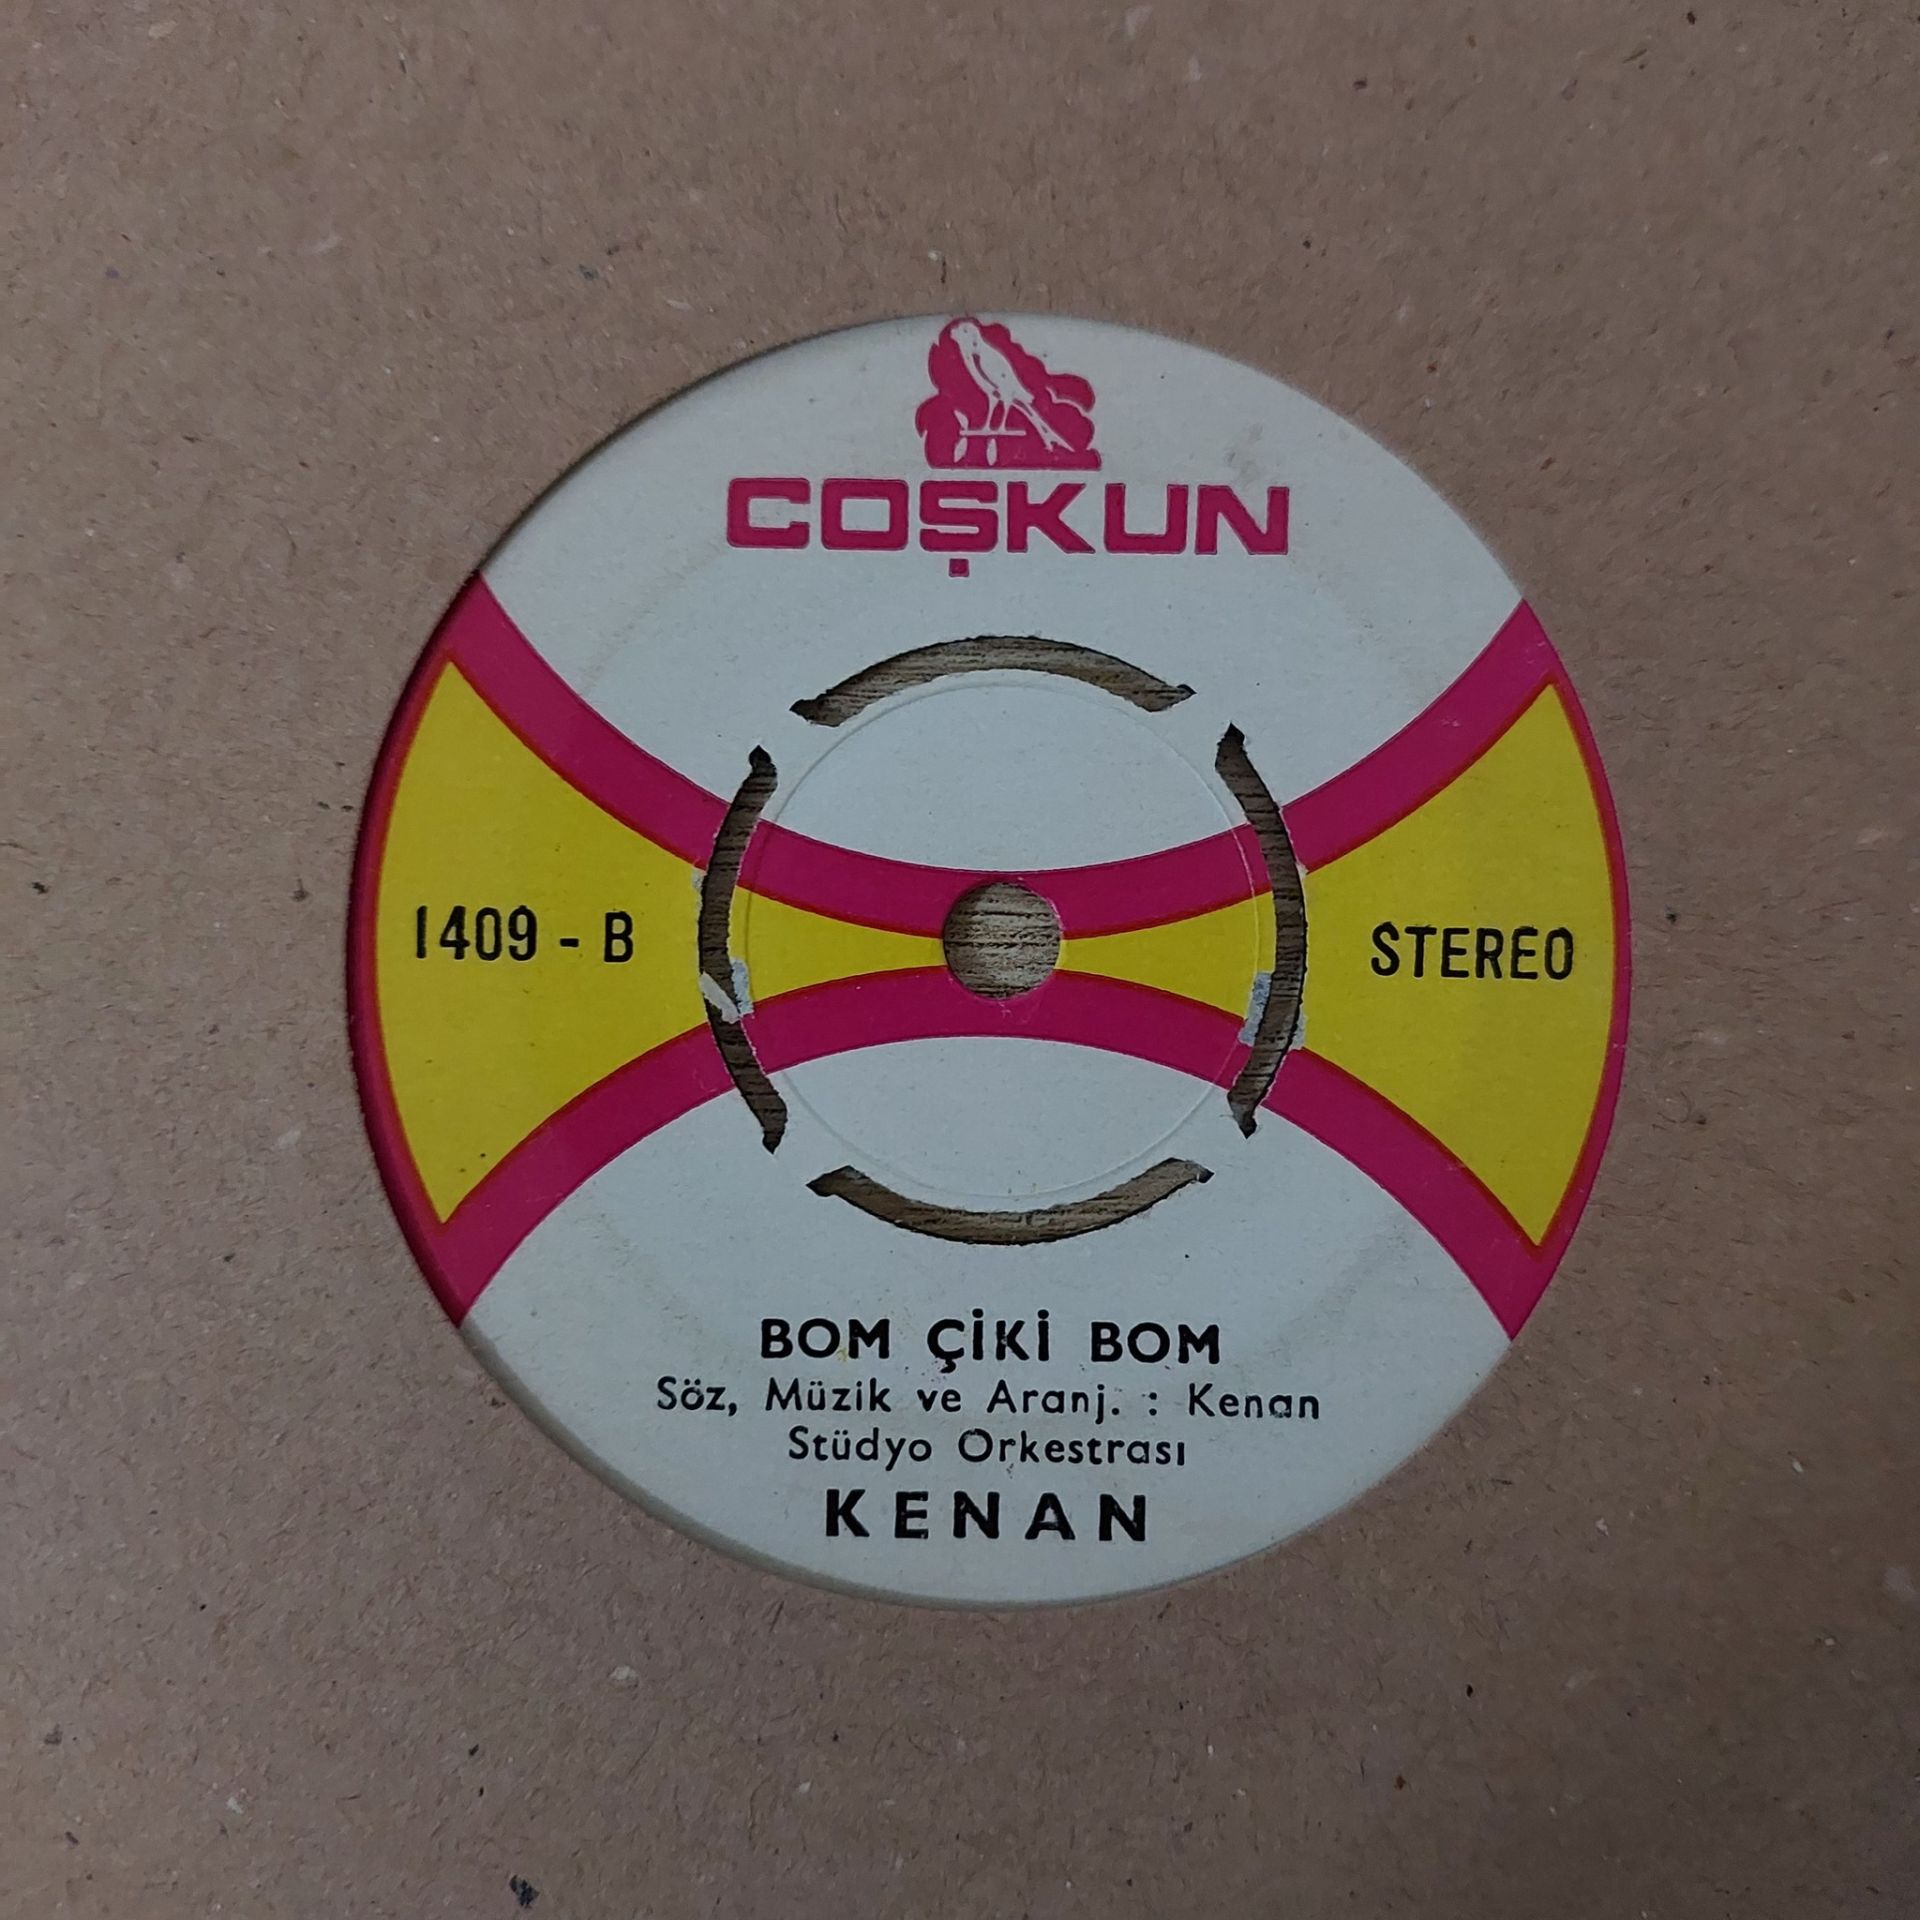 COŞKUN
1409 - B
STEREO
BOM ÇİKİ BOM
Söz, Müzik ve Aranj. : Kenan
Stüdyo Orkestrası
KENAN